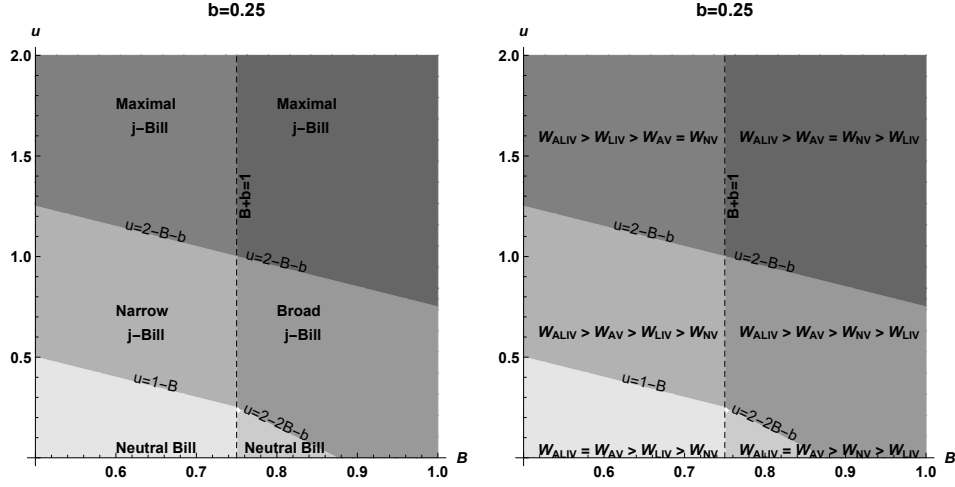 b=0.25
u
2.0
Maximal
j−Bill
Maximal
j−Bill
1.5
B+b=1
u=2−B−b
1.0
u=2−B−b
Narrow
j−Bill
Broad
j−Bill
0.5
u=1−B
u=2−2B−b
Neutral Bill
Neutral Bill
0.6
0.7
0.8
0.9
1.0
B
b=0.25
u
2.0
W_ALIV > W_LIV > W_AV = W_NV
W_ALIV > W_AV = W_NV > W_LIV
1.5
B+b=1
u=2−B−b
1.0
u=2−B−b
W_ALIV > W_AV > W_LIV > W_NV
W_ALIV > W_AV > W_NV > W_LIV
0.5
u=1−B
u=2−2B−b
W_ALIV = W_AV > W_LIV > W_NV
W_ALIV = W_AV > W_NV > W_LIV
0.6
0.7
0.8
0.9
1.0
B